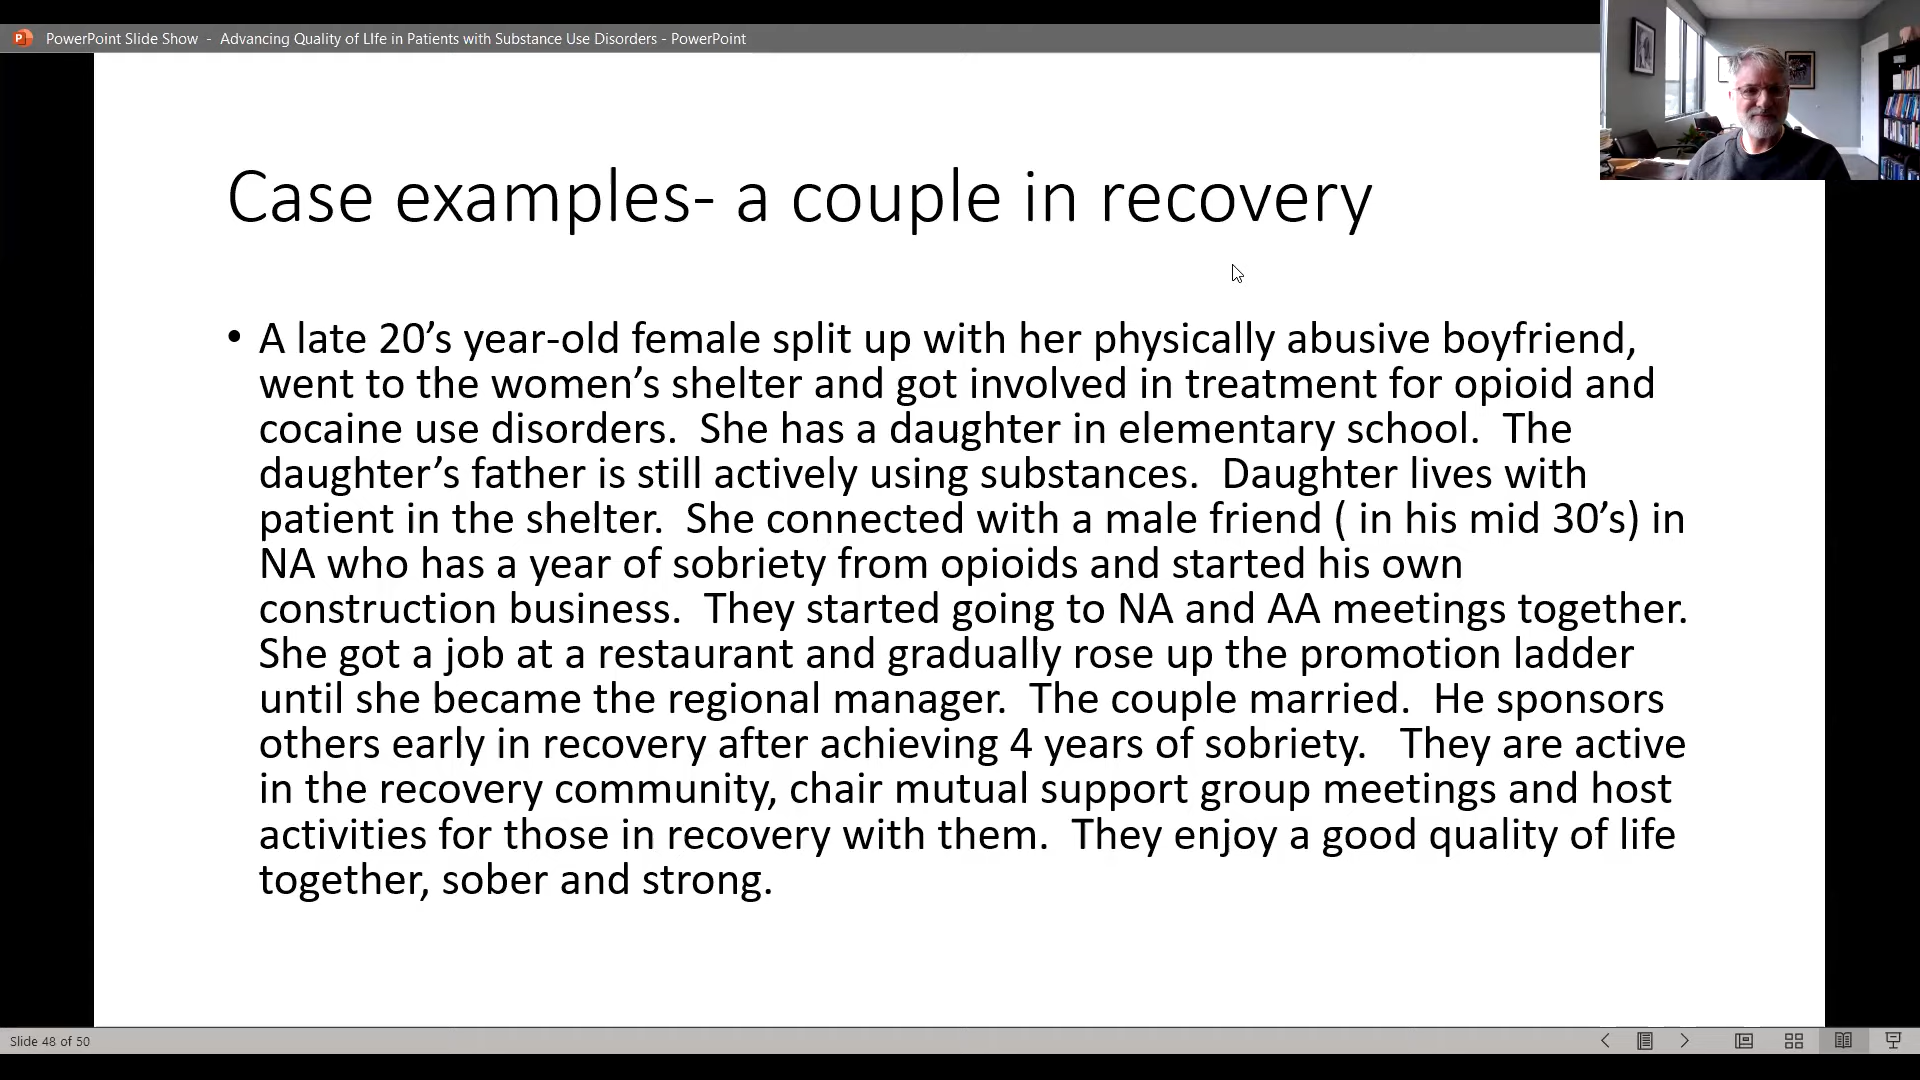 PowerPoint Slide Show - Advancing Quality of LIfe in Patients with Substance Use Disorders - PowerPoint
Case examples- a couple in recovery
• A late 20’s year-old female split up with her physically abusive boyfriend,
went to the women’s shelter and got involved in treatment for opioid and
cocaine use disorders.  She has a daughter in elementary school.  The
daughter’s father is still actively using substances.  Daughter lives with
patient in the shelter.  She connected with a male friend ( in his mid 30’s) in
NA who has a year of sobriety from opioids and started his own
construction business.  They started going to NA and AA meetings together.
She got a job at a restaurant and gradually rose up the promotion ladder
until she became the regional manager.  The couple married.  He sponsors
others early in recovery after achieving 4 years of sobriety.   They are active
in the recovery community, chair mutual support group meetings and host
activities for those in recovery with them.  They enjoy a good quality of life
together, sober and strong.
Slide 48 of 50